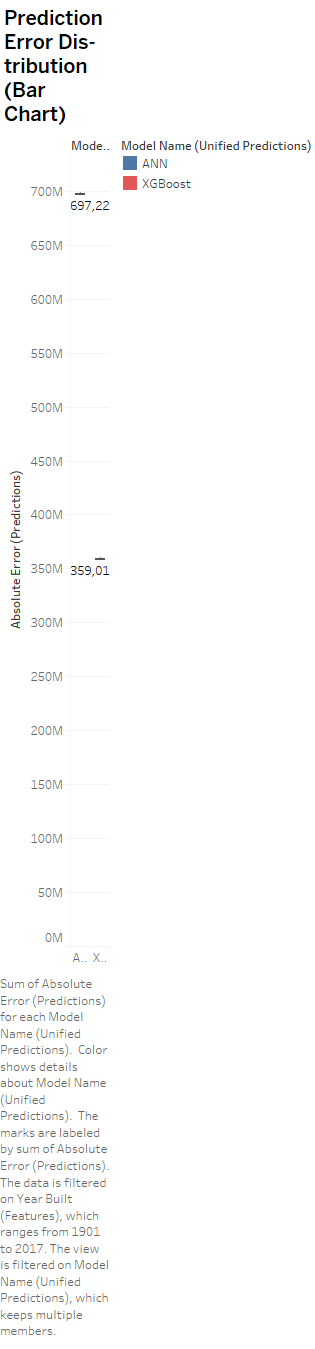 Prediction
Error Dis-
tribution
(Bar
Chart)
Mode..
Model Name (Unified Predictions)
ANN
XGBoost
700M
697,22
650M
600M
550M
500M
450M
400M
350M
359,01
300M
250M
200M
150M
100M
50M
0M
Absolute Error (Predictions)
A.. X..
Sum of Absolute
Error (Predictions)
for each Model
Name (Unified
Predictions). Color
shows details
about Model Name
(Unified
Predictions). The
marks are labeled
by sum of Absolute
Error (Predictions).
The data is filtered
on Year Built
(Features), which
ranges from 1901
to 2017. The view
is filtered on Model
Name (Unified
Predictions), which
keeps multiple
members.